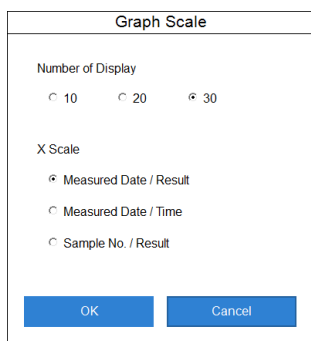 Graph Scale
Number of Display
10 20 30
X Scale
Measured Date / Result
Measured Date / Time
Sample No. / Result
OK Cancel